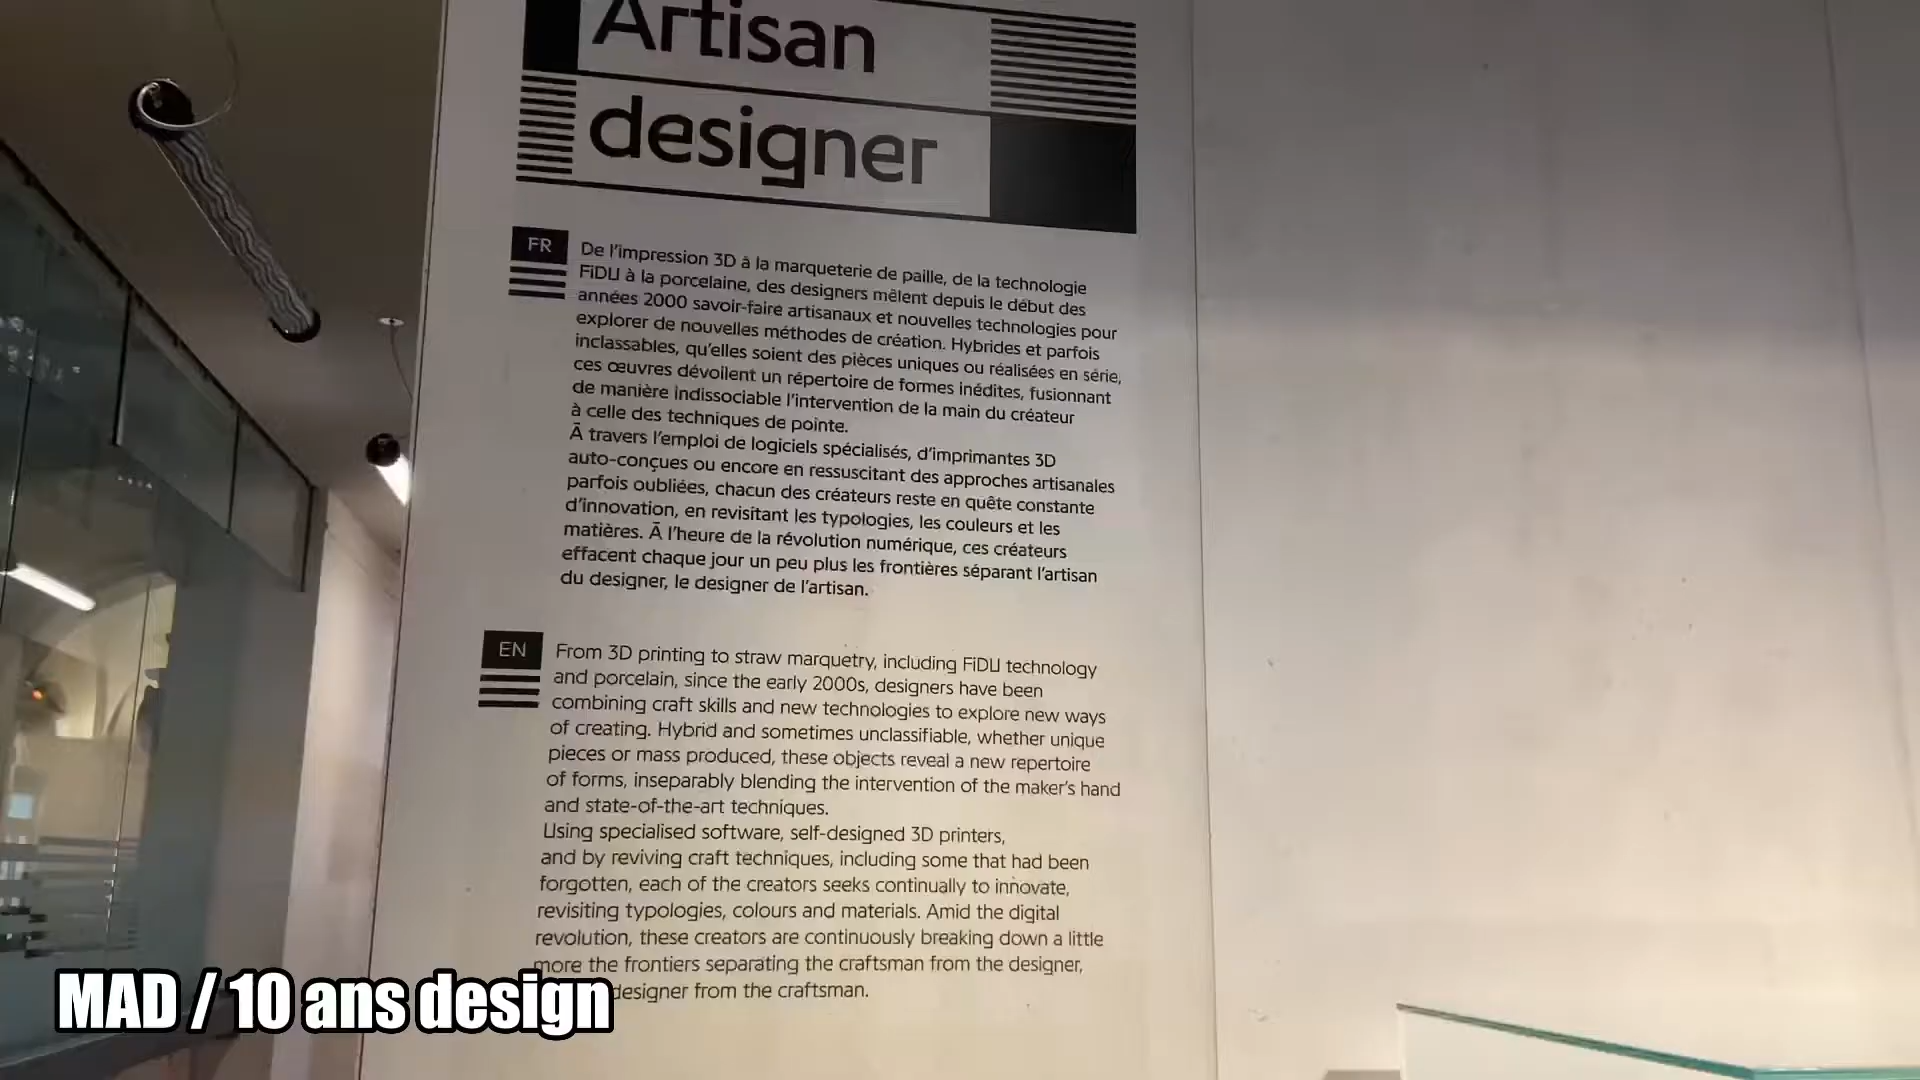 Artisan
designer
FR
De l'impression 3D à la marqueterie de paille, de la technologie
FiDU à la porcelaine, des designers mêlent depuis le début des
années 2000 savoir-faire artisanaux et nouvelles technologies pour
explorer de nouvelles méthodes de création. Hybrides et parfois
inclassables, qu'elles soient des pièces uniques ou réalisées en série,
ces œuvres dévoilent un répertoire de formes inédites, fusionnant
de manière indissociable l'intervention de la main du créateur
à celle des techniques de pointe.
À travers l'emploi de logiciels spécialisés, d'imprimantes 3D
auto-conçues ou encore en ressuscitant des approches artisanales
parfois oubliées, chacun des créateurs reste en quête constante
d'innovation, en revisitant les typologies, les couleurs et les
matières. À l'heure de la révolution numérique, ces créateurs
effacent chaque jour un peu plus les frontières séparant l'artisan
du designer, le designer de l'artisan.
EN
From 3D printing to straw marquetry, including FiDU technology
and porcelain, since the early 2000s, designers have been
combining craft skills and new technologies to explore new ways
of creating. Hybrid and sometimes unclassifiable, whether unique
pieces or mass produced, these objects reveal a new repertoire
of forms, inseparably blending the intervention of the maker's hand
and state-of-the-art techniques.
Using specialised software, self-designed 3D printers,
and by reviving craft techniques, including some that had been
forgotten, each of the creators seeks continually to innovate,
revisiting typologies, colours and materials. Amid the digital
revolution, these creators are continuously breaking down a little
more the frontiers separating the craftsman from the designer,
designer from the craftsman.
MAD / 10 ans design